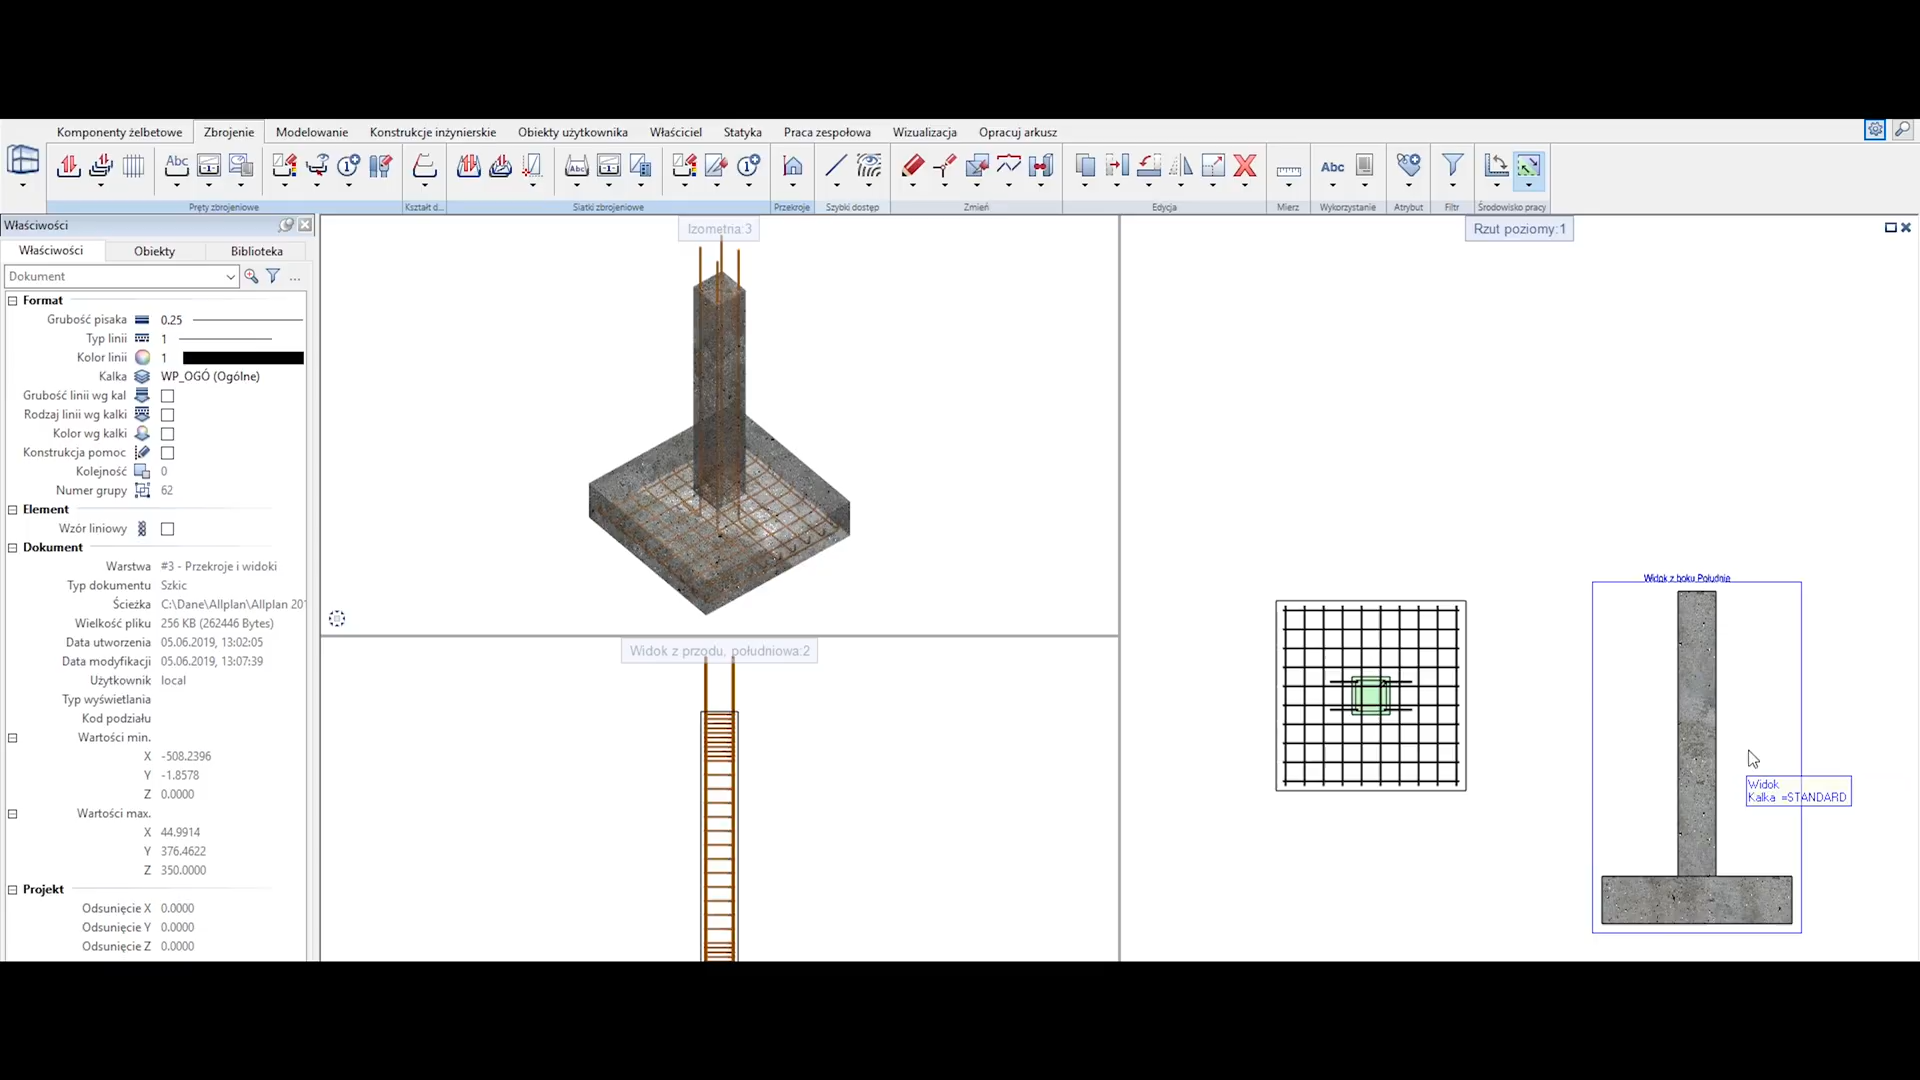 Komponenty żelbetowe
Zbrojenie
Modelowanie
Konstrukcje inżynierskie
Obiekty użytkownika
Właściciel
Statyka
Praca zespołowa
Wizualizacja
Opracuj arkusz
Abc
Abc
Abc
Pręty zbrojeniowe
Kształt d...
Siatki zbrojeniowe
Przekroje
Szybki dostęp
Zmień
Edycja
Mierz
Wykorzystanie
Atrybut
Filtr
Środowisko pracy
Właściwości
Właściwości
Obiekty
Biblioteka
Dokument
...
Format
Grubość pisaka 0.25
Typ linii 1
Kolor linii 1
Kalka WP_OGÓ (Ogólne)
Grubość linii wg kal
Rodzaj linii wg kalki
Kolor wg kalki
Konstrukcja pomoc
Kolejność 0
Numer grupy 62
Element
Wzór liniowy
Dokument
Warstwa #3 - Przekroje i widoki
Typ dokumentu Szkic
Ścieżka C:\Dane\Allplan\Allplan 20
Wielkość pliku 256 KB (262446 Bytes)
Data utworzenia 05.06.2019, 13:02:05
Data modyfikacji 05.06.2019, 13:07:39
Użytkownik local
Typ wyświetlania
Kod podziału
Wartości min.
X -508.2396
Y -1.8578
Z 0.0000
Wartości max.
X 44.9914
Y 376.4622
Z 350.0000
Projekt
Odsunięcie X 0.0000
Odsunięcie Y 0.0000
Odsunięcie Z 0.0000
Izometria:3
Widok z przodu, południowa:2
Rzut poziomy:1
Widok z boku Południe
Widok
Kalka =STANDARD